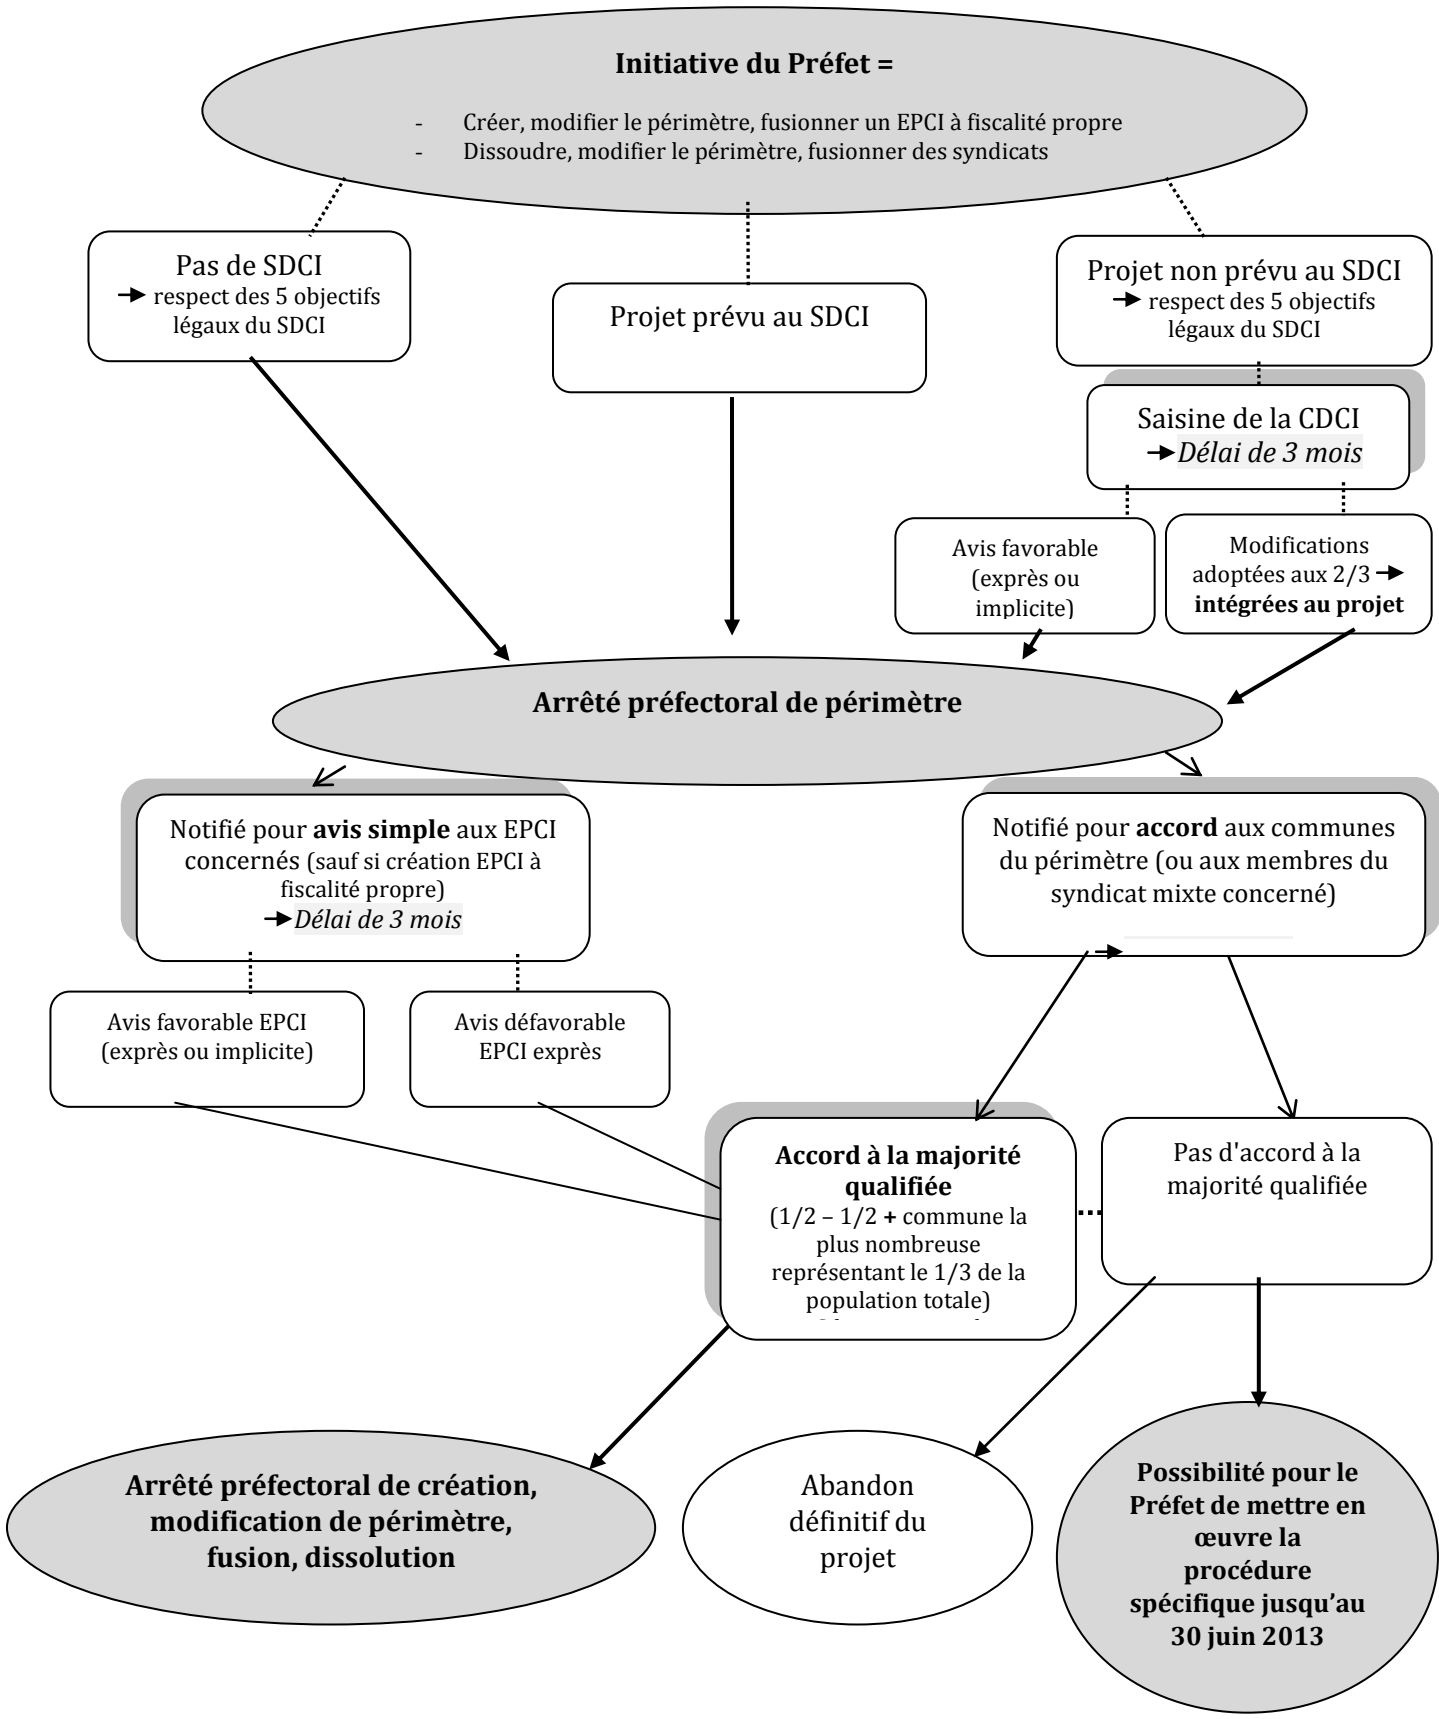 Initiative du Préfet =
- Créer, modifier le périmètre, fusionner un EPCI à fiscalité propre
- Dissoudre, modifier le périmètre, fusionner des syndicats
Pas de SDCI
→ respect des 5 objectifs
légaux du SDCI
Projet prévu au SDCI
Projet non prévu au SDCI
→ respect des 5 objectifs
légaux du SDCI
Saisine de la CDCI
→ Délai de 3 mois
Avis favorable
(exprès ou
implicite)
Modifications
adoptées aux 2/3 →
intégrées au projet
Arrêté préfectoral de périmètre
Notifié pour avis simple aux EPCI
concernés (sauf si création EPCI à
fiscalité propre)
→ Délai de 3 mois
Notifié pour accord aux communes
du périmètre (ou aux membres du
syndicat mixte concerné)
→
Avis favorable EPCI
(exprès ou implicite)
Avis défavorable
EPCI exprès
Accord à la majorité
qualifiée
(1/2 – 1/2 + commune la
plus nombreuse
représentant le 1/3 de la
population totale)
Pas d'accord à la
majorité qualifiée
Arrêté préfectoral de création,
modification de périmètre,
fusion, dissolution
Abandon
définitif du
projet
Possibilité pour le
Préfet de mettre en
œuvre la
procédure
spécifique jusqu’au
30 juin 2013